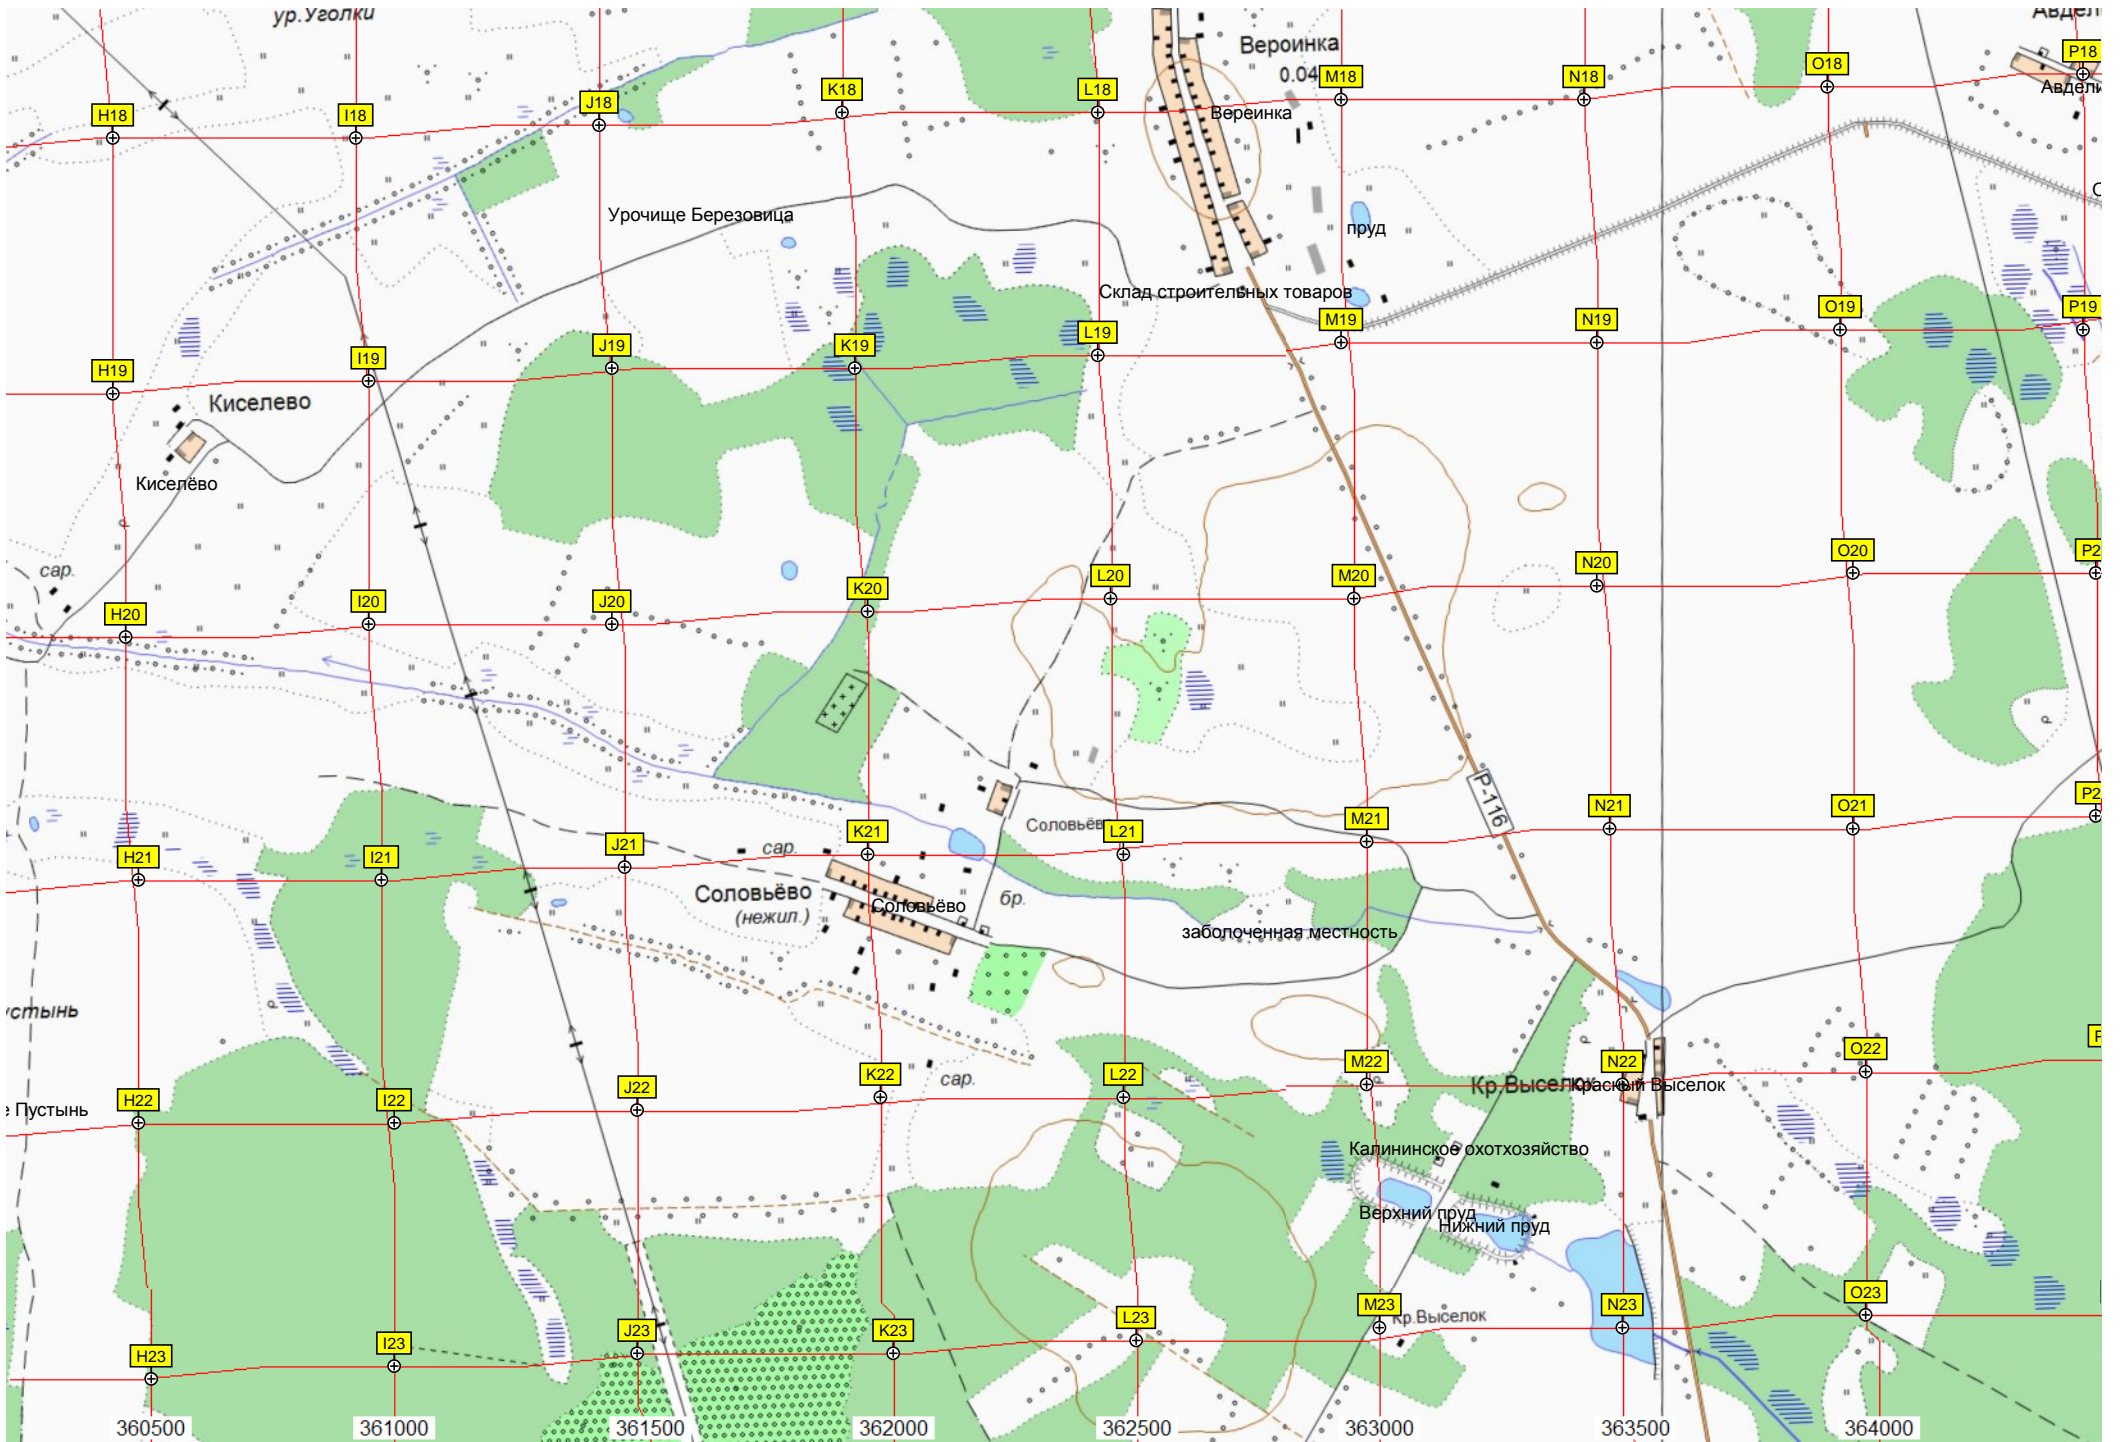 ур.Уголки
Авдел
Вероинка
0.04
H18
I18
J18
K18
L18
M18
N18
O18
P18
Авдели
Вереинка
Урочище Березовица
пруд
Склад строительных товаров
H19
I19
J19
K19
L19
M19
N19
O19
P19
Киселево
Киселёво
сар.
H20
I20
J20
K20
L20
M20
N20
O20
P2
Р-116
Соловьёв
H21
I21
J21
K21
L21
M21
N21
O21
P2
сар.
Соловьёво
(нежил.)
Соловьёво
бр.
заболоченная местность
устынь
H22
I22
J22
K22
L22
M22
N22
O22
P
сар.
Кр.Выселок
Красный Выселок
е Пустынь
Калининское охотхозяйство
Верхний пруд
Нижний пруд
Кр.Выселок
H23
I23
J23
K23
L23
M23
N23
O23
360500
361000
361500
362000
362500
363000
363500
364000